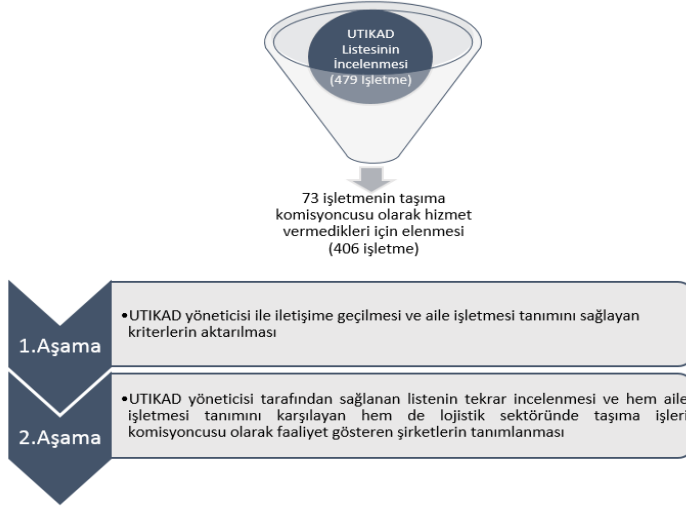 UTIKAD
Listesinin
İncelenmesi
(479 İşletme)
73 işletmenin taşıma
komisyoncusu olarak hizmet
vermedikleri için elenmesi
(406 işletme)
1.Aşama
•UTIKAD yöneticisi ile iletişime geçilmesi ve aile işletmesi tanımını sağlayan
kriterlerin aktarılması
2.Aşama
•UTIKAD yöneticisi tarafından sağlanan listenin tekrar incelenmesi ve hem aile
işletmesi tanımını karşılayan hem de lojistik sektöründe taşıma işleri
komisyoncusu olarak faaliyet gösteren şirketlerin tanımlanması